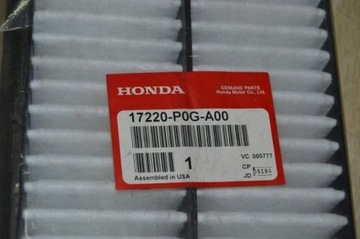 HONDA
GENUINE PARTS
Honda Motor Co., Ltd.
17220-P0G-A00
1
Assembled in USA
VC 000777
CP
JD